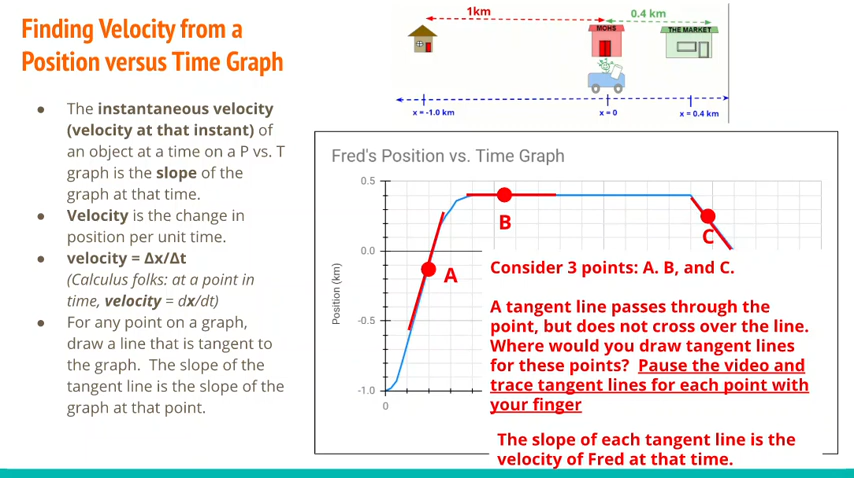 Finding Velocity from a
Position versus Time Graph
● The instantaneous velocity
(velocity at that instant) of
an object at a time on a P vs. T
graph is the slope of the
graph at that time.
● Velocity is the change in
position per unit time.
● velocity = Δx/Δt
(Calculus folks: at a point in
time, velocity = dx/dt)
● For any point on a graph,
draw a line that is tangent to
the graph. The slope of the
tangent line is the slope of the
graph at that point.
1km
0.4 km
MOHS
THE MARKET
x = -1.0 km
x = 0
x = 0.4 km
Fred's Position vs. Time Graph
Position (km)
0.5
0.0
-0.5
-1.0
0
A
B
C
Consider 3 points: A. B, and C.
A tangent line passes through the
point, but does not cross over the line.
Where would you draw tangent lines
for these points? Pause the video and
trace tangent lines for each point with
your finger
The slope of each tangent line is the
velocity of Fred at that time.